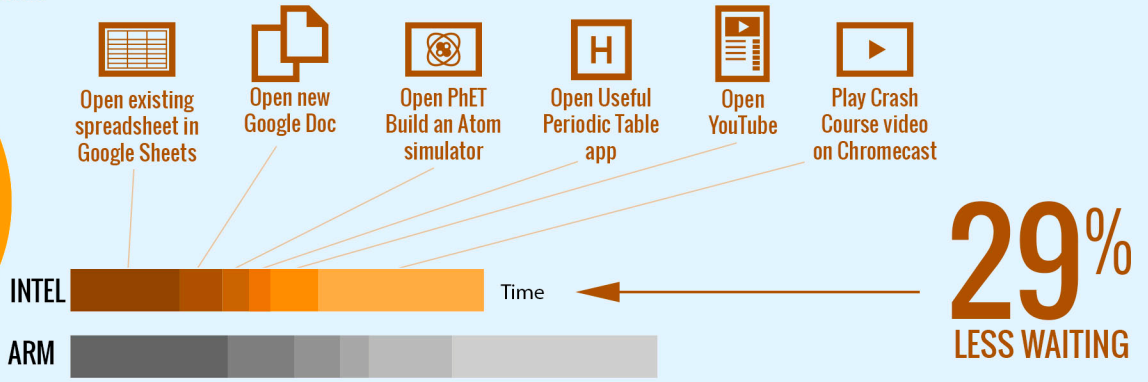 Open existing
spreadsheet in
Google Sheets
Open new
Google Doc
Open PhET
Build an Atom
simulator
H
Open Useful
Periodic Table
app
Open
YouTube
Play Crash
Course video
on Chromecast
INTEL
Time
ARM
29%
LESS WAITING